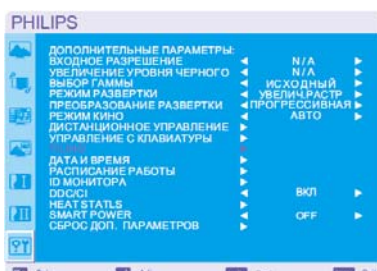 PHILIPS
ДОПОЛНИТЕЛЬНЫЕ ПАРАМЕТРЫ:
ВХОДНОЕ РАЗРЕШЕНИЕ N/A
УВЕЛИЧЕНИЕ УРОВНЯ ЧЕРНОГО N/A
ВЫБОР ГАММЫ ИСХОДНЫЙ
РЕЖИМ РАЗВЕРТКИ УВЕЛИЧ.РАСТР
ПРЕОБРАЗОВАНИЕ РАЗВЕРТКИ ПРОГРЕССИВНАЯ
РЕЖИМ КИНО АВТО
ДИСТАНЦИОННОЕ УПРАВЛЕНИЕ
УПРАВЛЕНИЕ С КЛАВИАТУРЫ
ДАТА И ВРЕМЯ
РАСПИСАНИЕ РАБОТЫ
ID МОНИТОРА
DDC/CI ВКЛ
HEAT STATLS
SMART POWER OFF
СБРОС ДОП. ПАРАМЕТРОВ